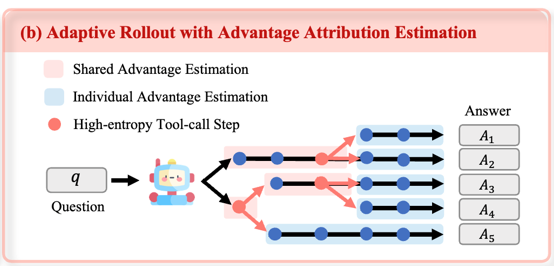 (b) Adaptive Rollout with Advantage Attribution Estimation
Shared Advantage Estimation
Individual Advantage Estimation
High-entropy Tool-call Step
Answer
q
Question
A₁
A₂
A₃
A₄
A₅